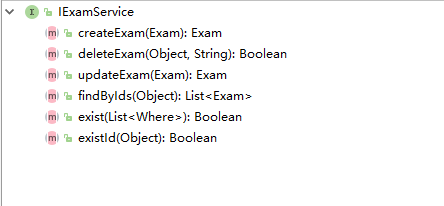 IExamService
createExam(Exam): Exam
deleteExam(Object, String): Boolean
updateExam(Exam): Exam
findByIds(Object): List<Exam>
exist(List<Where>): Boolean
existId(Object): Boolean